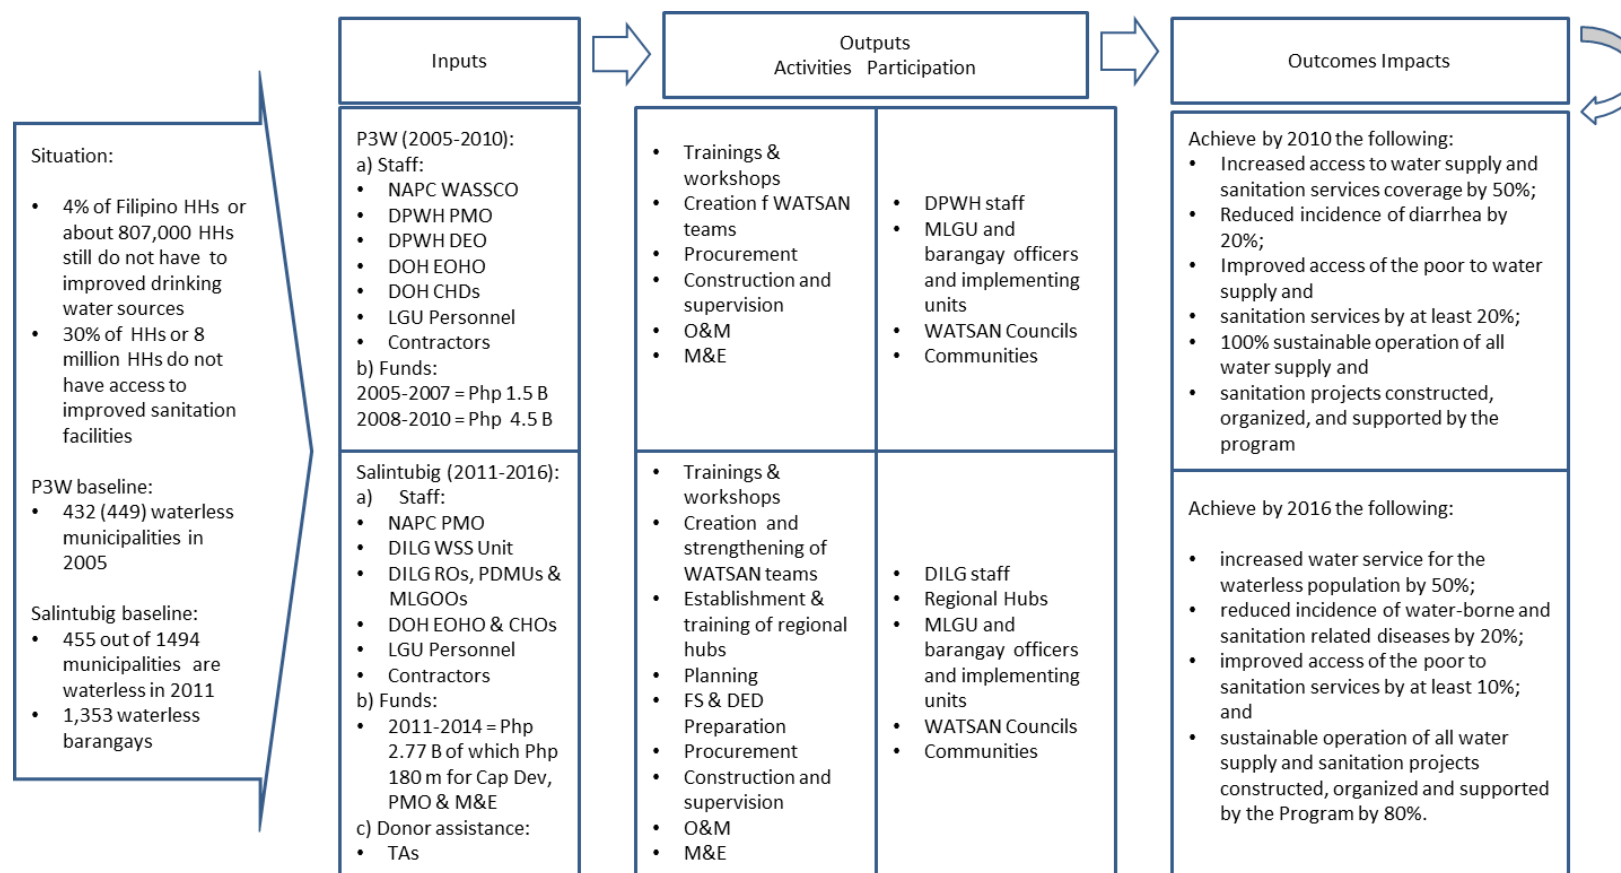 Situation:
• 4% of Filipino HHs or
about 807,000 HHs
still do not have to
improved drinking
water sources
• 30% of HHs or 8
million HHs do not
have access to
improved sanitation
facilities
P3W baseline:
• 432 (449) waterless
municipalities in
2005
Salintubig baseline:
• 455 out of 1494
municipalities are
waterless in 2011
• 1,353 waterless
barangays
Inputs
P3W (2005-2010):
a) Staff:
• NAPC WASSCO
• DPWH PMO
• DPWH DEO
• DOH EOHO
• DOH CHDs
• LGU Personnel
• Contractors
b) Funds:
2005-2007 = Php 1.5 B
2008-2010 = Php 4.5 B
Salintubig (2011-2016):
a) Staff:
• NAPC PMO
• DILG WSS Unit
• DILG ROs, PDMUs &
MLGOOs
• DOH EOHO & CHOs
• LGU Personnel
• Contractors
b) Funds:
• 2011-2014 = Php
2.77 B of which Php
180 m for Cap Dev,
PMO & M&E
c) Donor assistance:
• TAs
Outputs
Activities Participation
• Trainings &
workshops
• Creation f WATSAN
teams
• Procurement
• Construction and
supervision
• O&M
• M&E
• DPWH staff
• MLGU and
barangay officers
and implementing
units
• WATSAN Councils
• Communities
• Trainings &
workshops
• Creation and
strengthening of
WATSAN teams
• Establishment &
training of regional
hubs
• Planning
• FS & DED
Preparation
• Procurement
• Construction and
supervision
• O&M
• M&E
• DILG staff
• Regional Hubs
• MLGU and
barangay officers
and implementing
units
• WATSAN Councils
• Communities
Outcomes Impacts
Achieve by 2010 the following:
• Increased access to water supply and
sanitation services coverage by 50%;
• Reduced incidence of diarrhea by
20%;
• Improved access of the poor to water
supply and
• sanitation services by at least 20%;
• 100% sustainable operation of all
water supply and
• sanitation projects constructed,
organized, and supported by the
program
Achieve by 2016 the following:
• increased water service for the
waterless population by 50%;
• reduced incidence of water-borne and
sanitation related diseases by 20%;
• improved access of the poor to
sanitation services by at least 10%;
and
• sustainable operation of all water
supply and sanitation projects
constructed, organized and supported
by the Program by 80%.